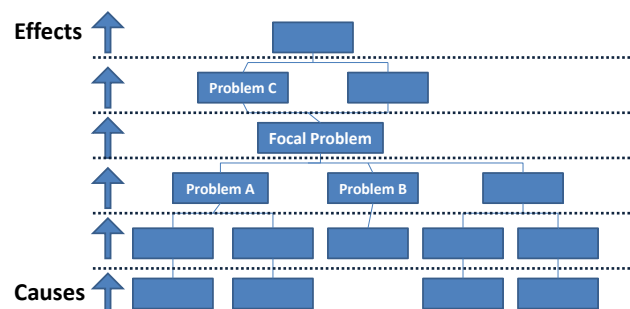 Effects
Problem C
Focal Problem
Problem A
Problem B
Causes